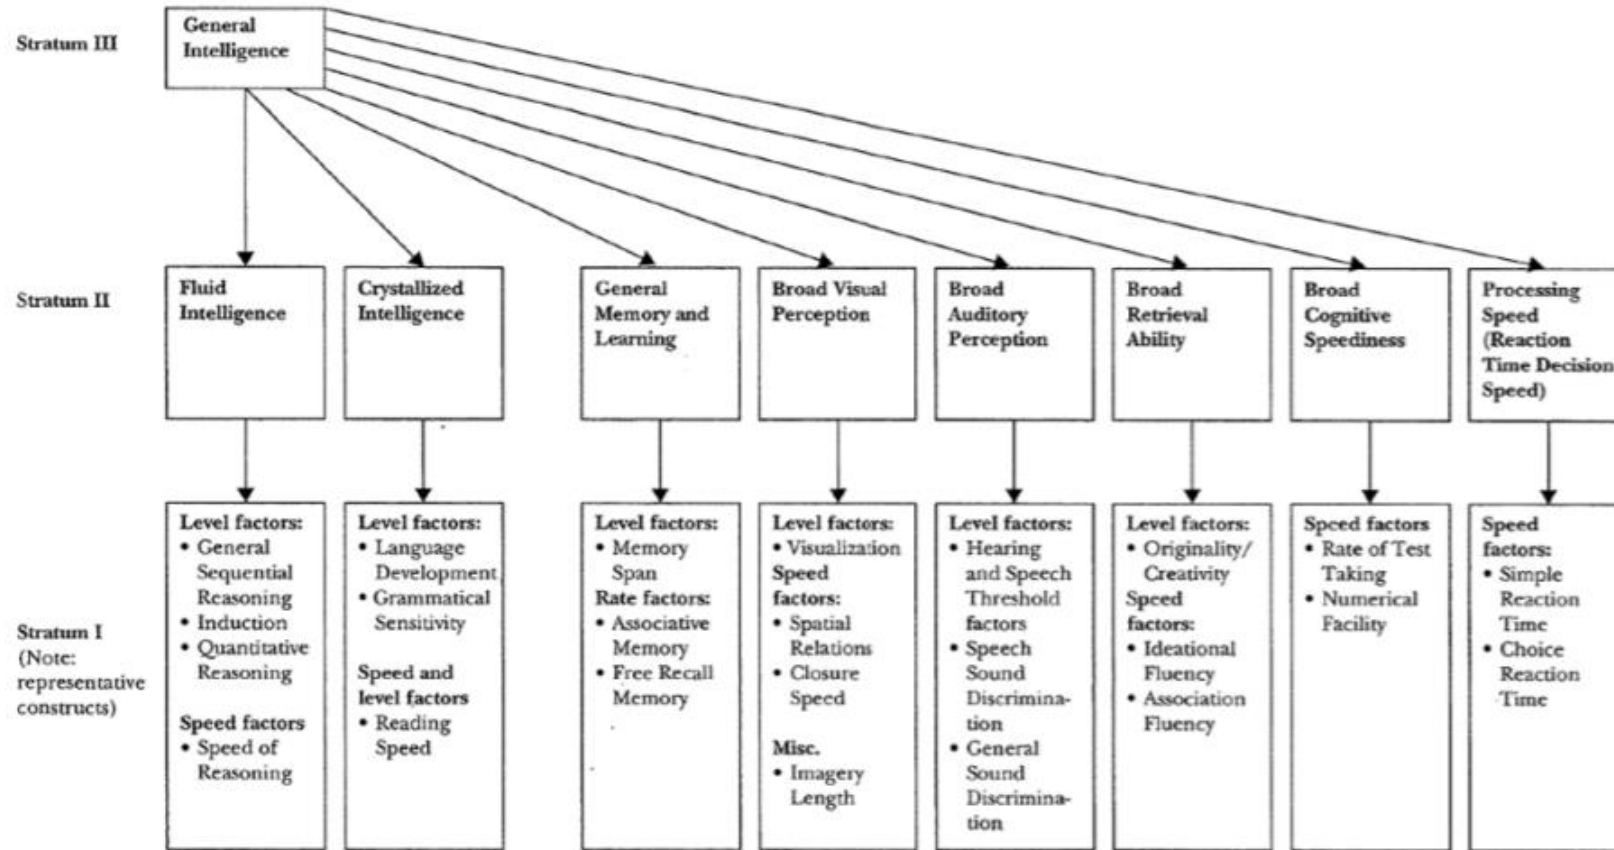 Stratum III
General
Intelligence
Stratum II
Fluid
Intelligence
Crystallized
Intelligence
General
Memory and
Learning
Broad Visual
Perception
Broad
Auditory
Perception
Broad
Retrieval
Ability
Broad
Cognitive
Speediness
Processing
Speed
(Reaction
Time Decision
Speed)
Stratum I
(Note:
representative
constructs)
Level factors:
• General
Sequential
Reasoning
• Induction
• Quantitative
Reasoning
Speed factors
• Speed of
Reasoning
Level factors:
• Language
Development
• Grammatical
Sensitivity
Speed and
level factors
• Reading
Speed
Level factors:
• Memory
Span
Rate factors:
• Associative
Memory
• Free Recall
Memory
Level factors:
• Visualization
Speed
factors:
• Spatial
Relations
• Closure
Speed
Misc.
• Imagery
Length
Level factors:
• Hearing
and Speech
Threshold
factors
• Speech
Sound
Discrimina-
tion
• General
Sound
Discrimina-
tion
Level factors:
• Originality/
Creativity
Speed
factors:
• Ideational
Fluency
• Association
Fluency
Speed factors
• Rate of Test
Taking
• Numerical
Facility
Speed
factors:
• Simple
Reaction
Time
• Choice
Reaction
Time